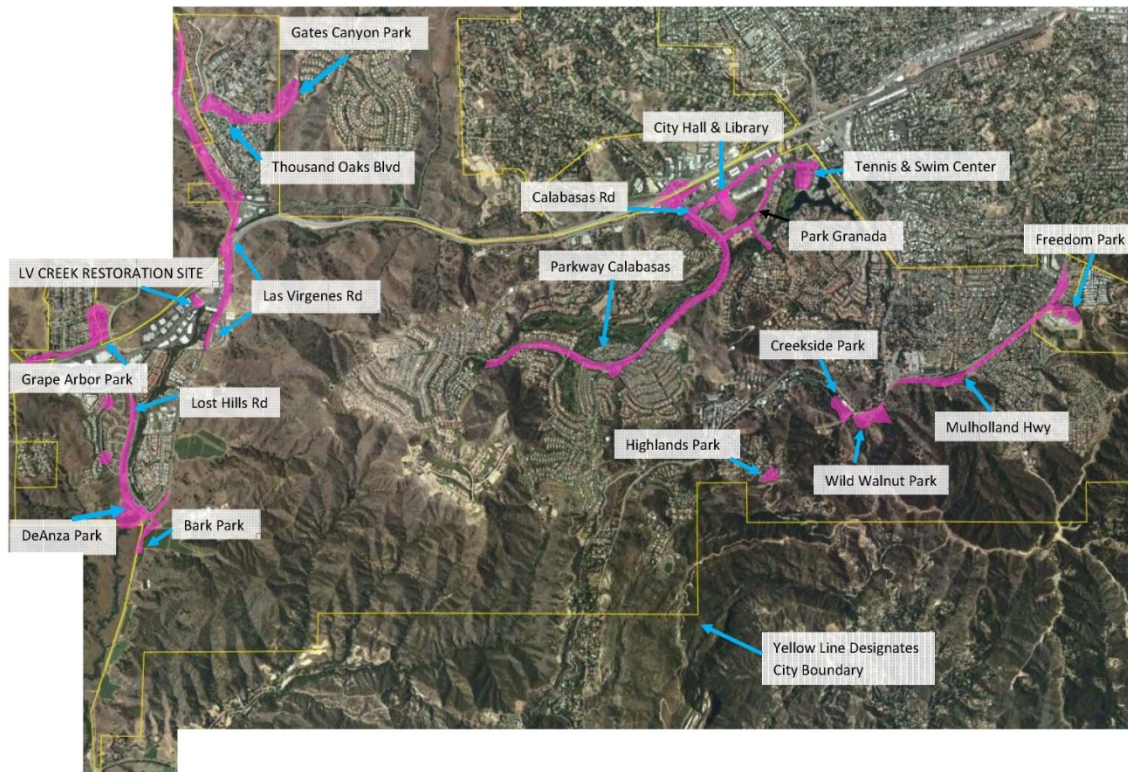 Gates Canyon Park
City Hall & Library
Thousand Oaks Blvd
Tennis & Swim Center
Calabasas Rd
Park Granada
Freedom Park
Parkway Calabasas
LV CREEK RESTORATION SITE
Las Virgenes Rd
Creekside Park
Grape Arbor Park
Lost Hills Rd
Mulholland Hwy
Highlands Park
Wild Walnut Park
DeAnza Park
Bark Park
Yellow Line Designates
City Boundary